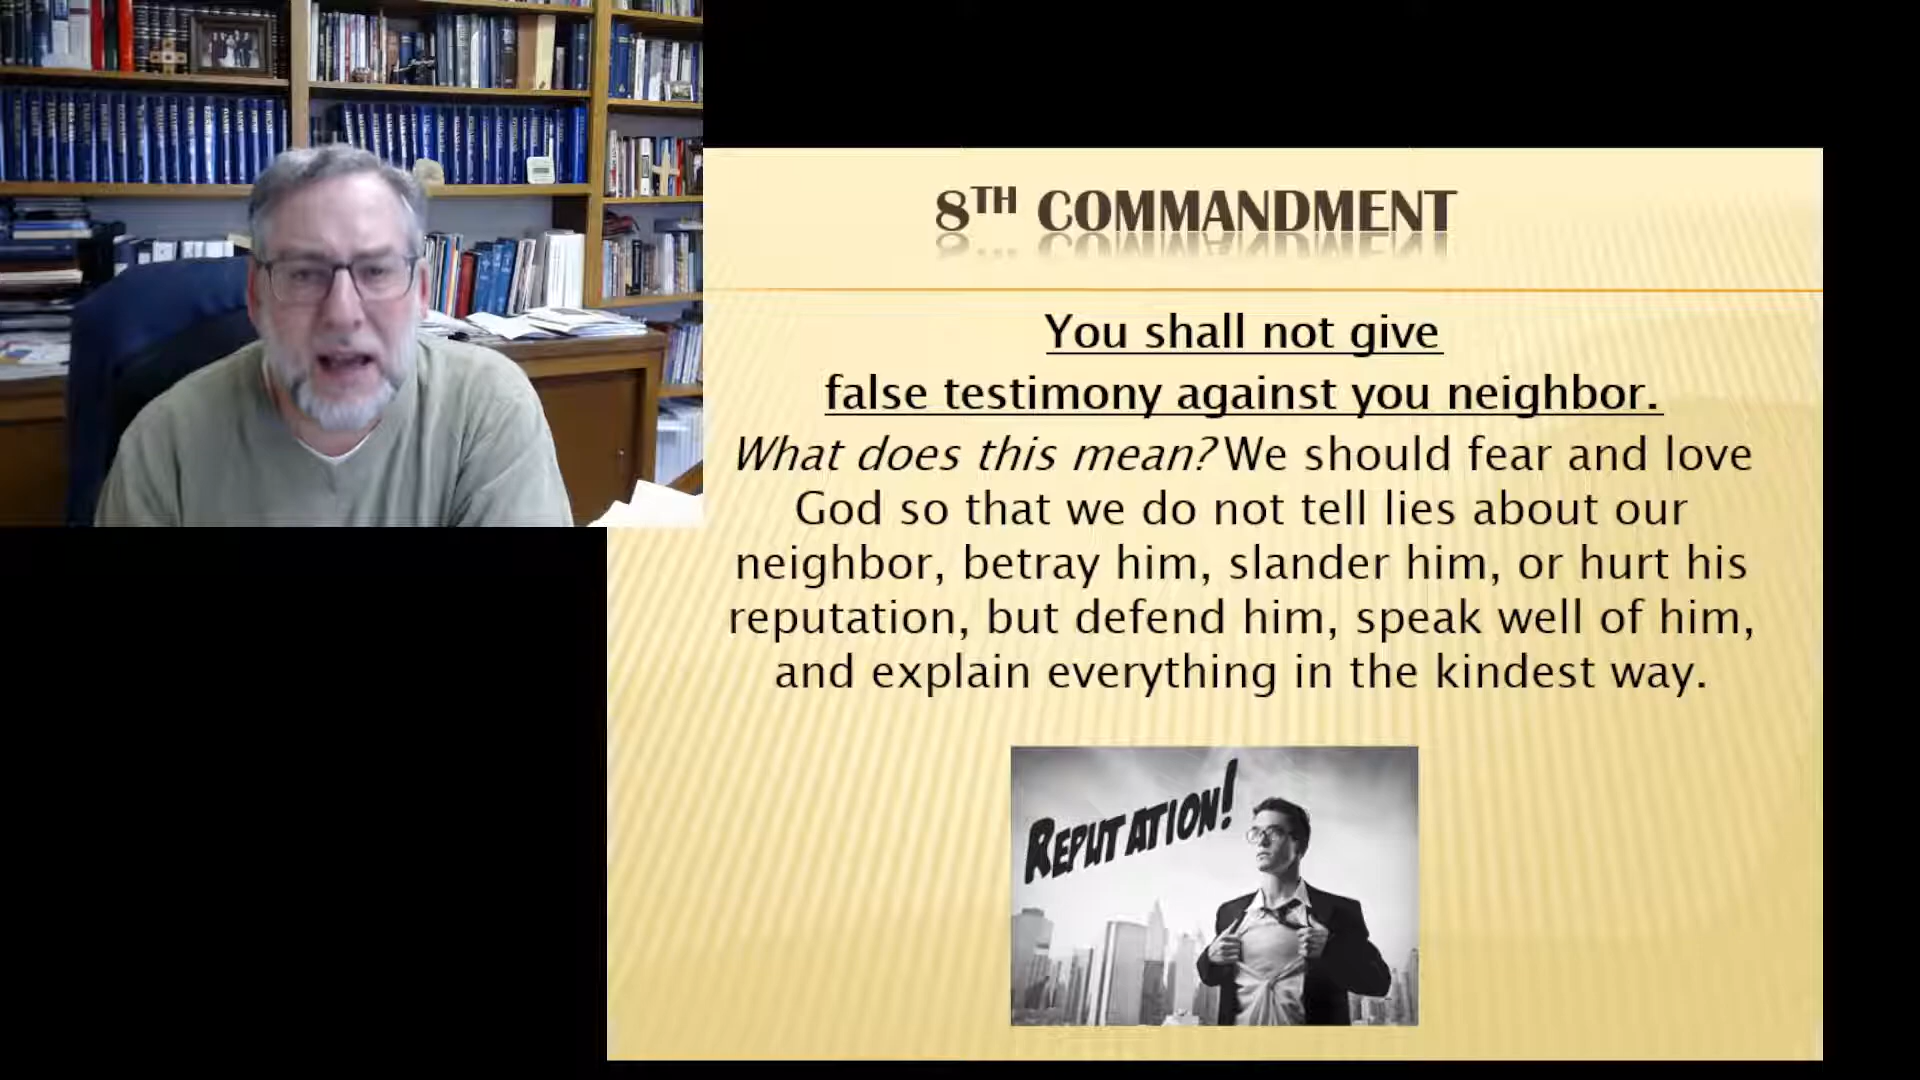 8TH COMMANDMENT
You shall not give
false testimony against you neighbor.
What does this mean? We should fear and love
God so that we do not tell lies about our
neighbor, betray him, slander him, or hurt his
reputation, but defend him, speak well of him,
and explain everything in the kindest way.
REPUTATION!